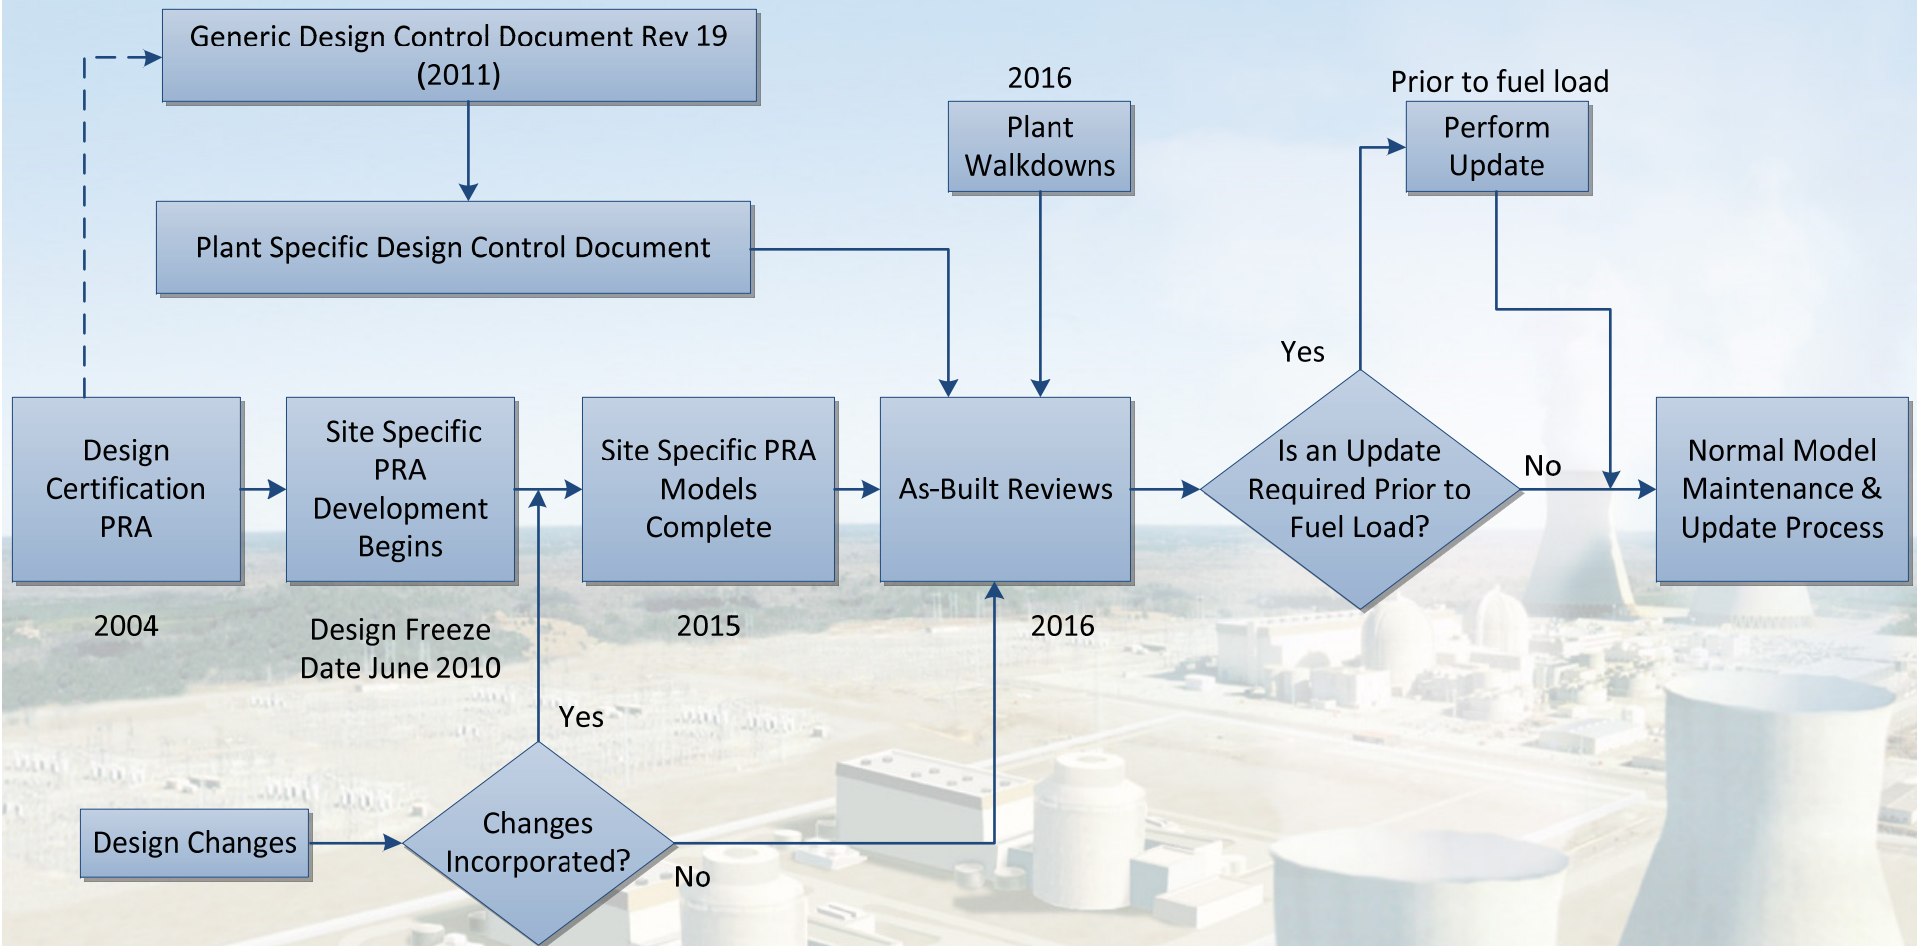 Generic Design Control Document Rev 19
(2011)
2016
Plant
Walkdowns
Prior to fuel load
Perform
Update
Plant Specific Design Control Document
Yes
Design
Certification
PRA
2004
Site Specific
PRA
Development
Begins
Design Freeze
Date June 2010
Site Specific PRA
Models
Complete
2015
As-Built Reviews
2016
Is an Update
Required Prior to
Fuel Load?
No
Normal Model
Maintenance &
Update Process
Yes
Design Changes
Changes
Incorporated?
No